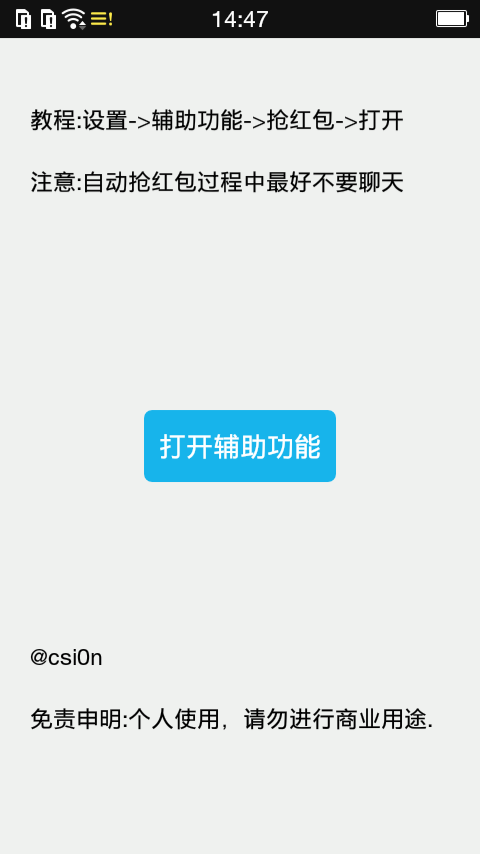 14:47
教程:设置->辅助功能->抢红包->打开
注意:自动抢红包过程中最好不要聊天
打开辅助功能
@csi0n
免责申明:个人使用，请勿进行商业用途.